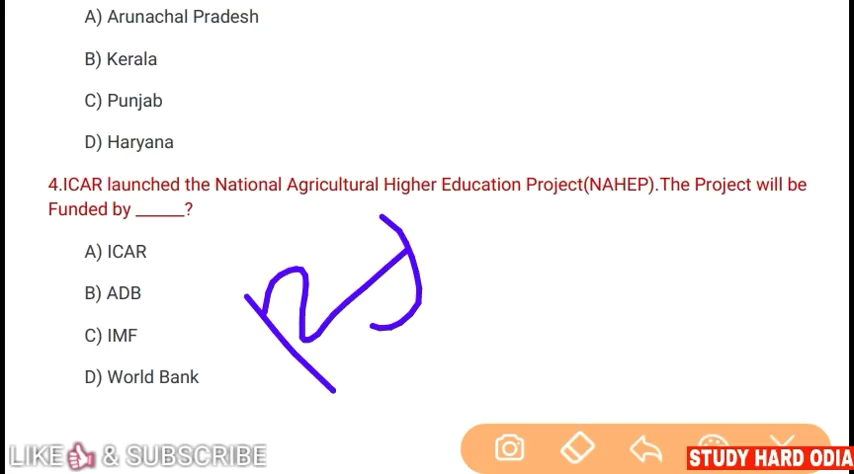 A) Arunachal Pradesh
B) Kerala
C) Punjab
D) Haryana
4.ICAR launched the National Agricultural Higher Education Project(NAHEP).The Project will be
Funded by _____?
A) ICAR
B) ADB
C) IMF
D) World Bank
LIKE & SUBSCRIBE
STUDY HARD ODIA